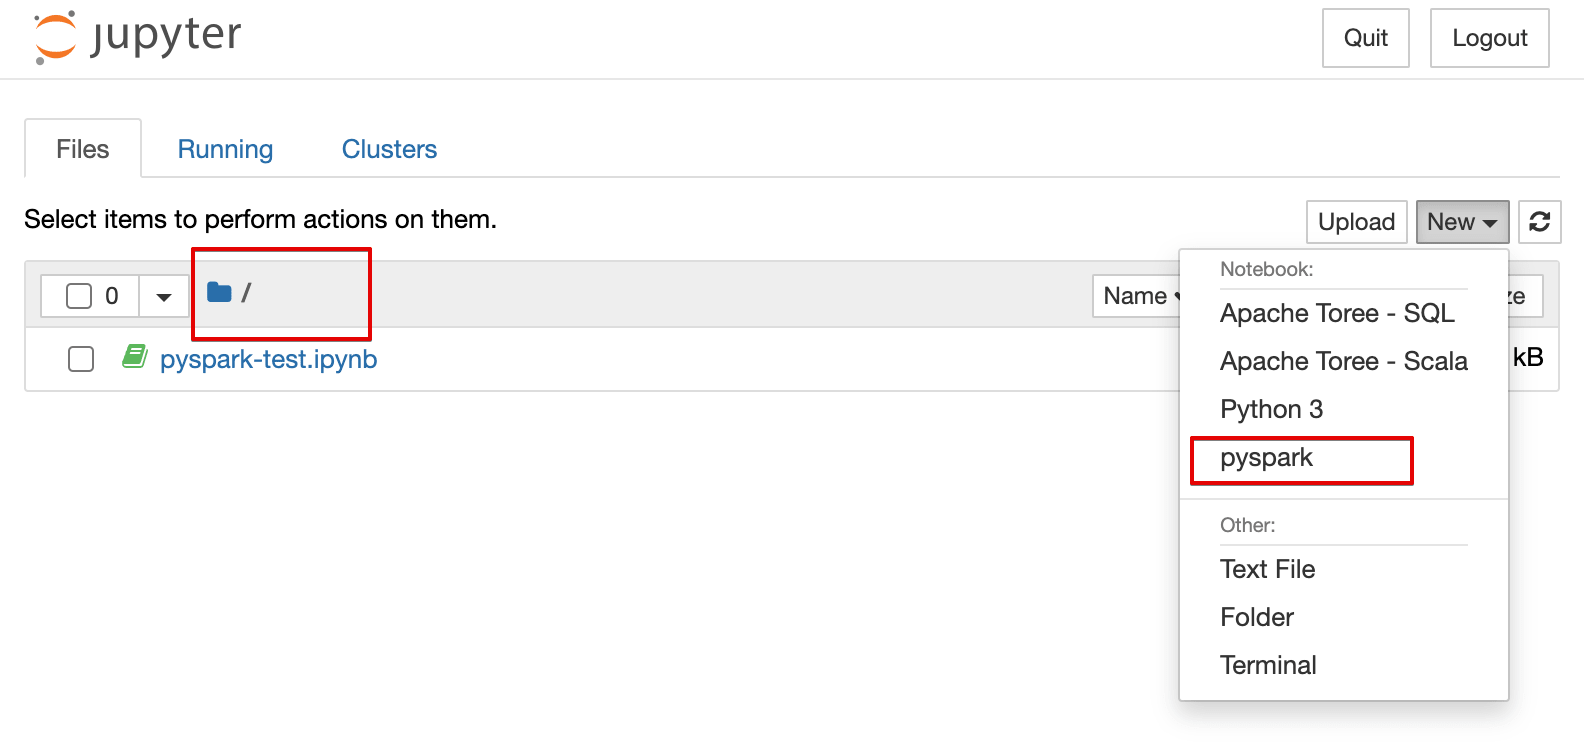 jupyter
Quit
Logout
Files
Running
Clusters
Select items to perform actions on them.
Upload
New
0
/
Name
pyspark-test.ipynb
kB
Notebook:
Apache Toree - SQL
Apache Toree - Scala
Python 3
pyspark
Other:
Text File
Folder
Terminal